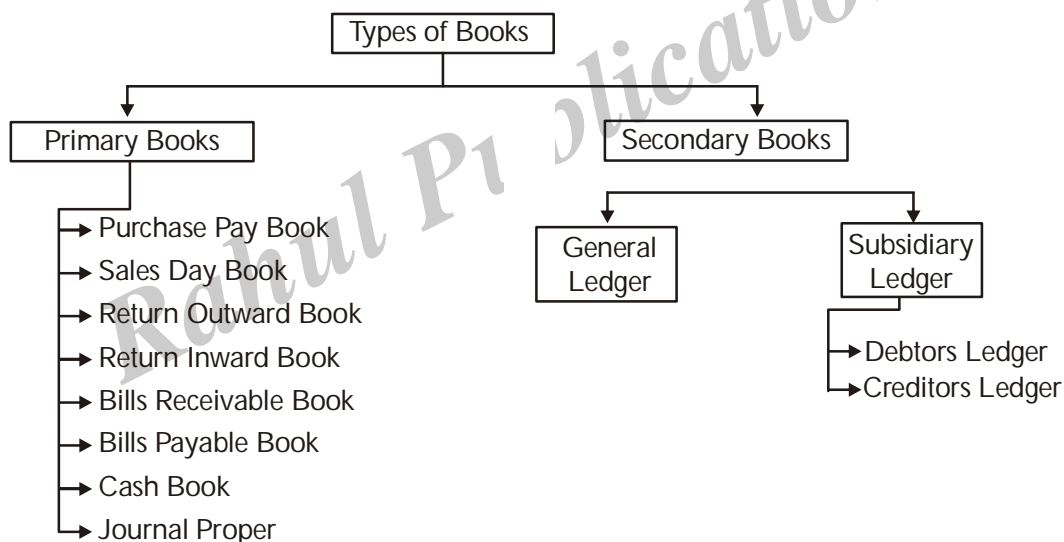 Types of Books
Primary Books
Secondary Books
Purchase Pay Book
Sales Day Book
Return Outward Book
Return Inward Book
Bills Receivable Book
Bills Payable Book
Cash Book
Journal Proper
General
Ledger
Subsidiary
Ledger
Debtors Ledger
Creditors Ledger
Rahul